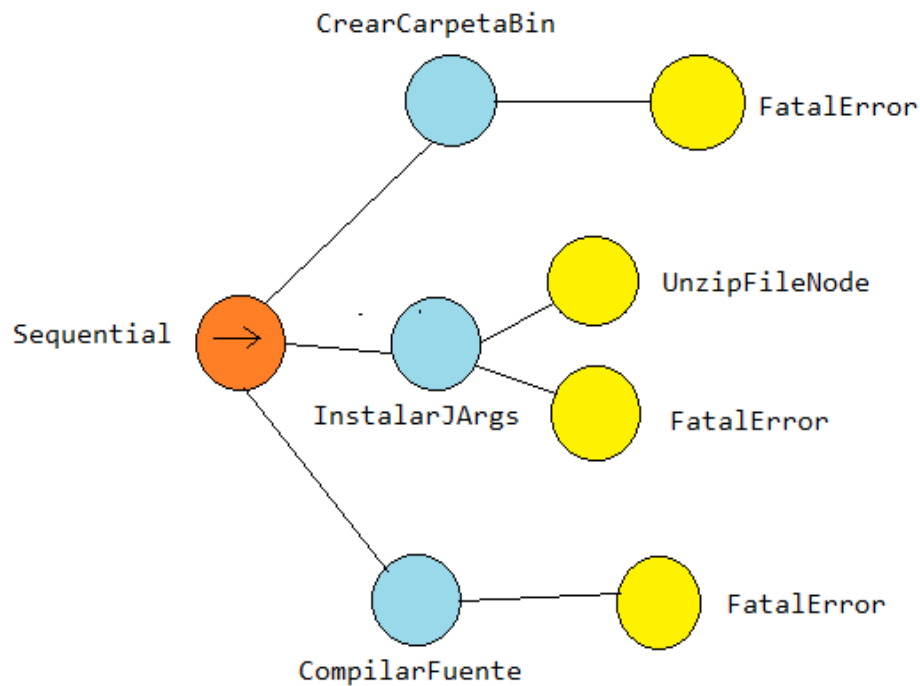 CrearCarpetaBin
FatalError
UnzipFileNode
Sequential
InstalarJArgs
FatalError
FatalError
CompilarFuente